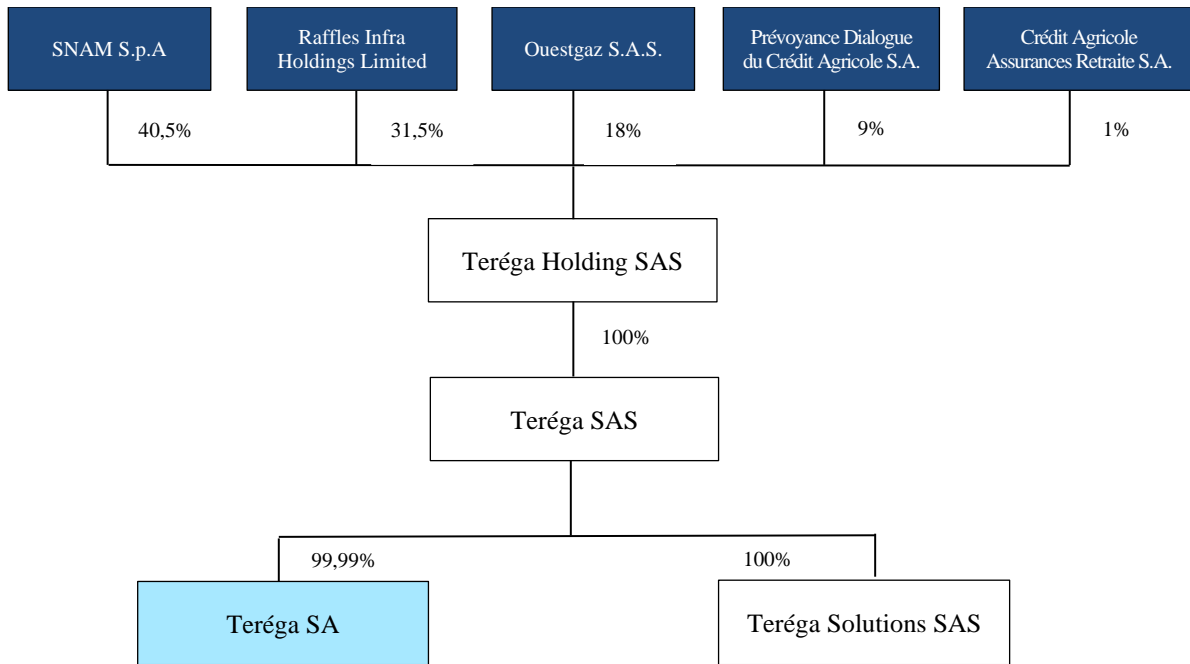 SNAM S.p.A
Raffles Infra
Holdings Limited
Ouestgaz S.A.S.
Prévoyance Dialogue
du Crédit Agricole S.A.
Crédit Agricole
Assurances Retraite S.A.
40,5%
31,5%
18%
9%
1%
Teréga Holding SAS
100%
Teréga SAS
99,99%
100%
Teréga SA
Teréga Solutions SAS